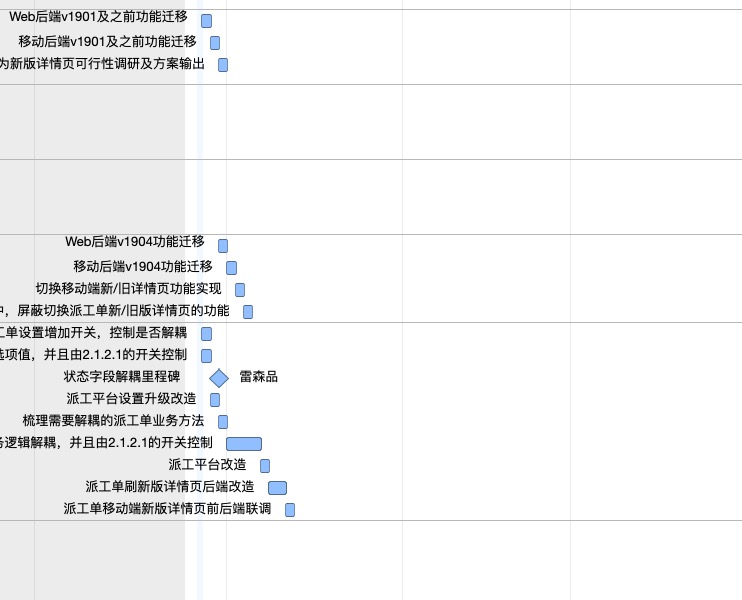 Web后端v1901及之前功能迁移
移动后端v1901及之前功能迁移
为新版详情页可行性调研及方案输出
Web后端v1904功能迁移
移动后端v1904功能迁移
切换移动端新/旧详情页功能实现
，屏蔽切换派工单新/旧版详情页的功能
工单设置增加开关，控制是否解耦
选项值，并且由2.1.2.1的开关控制
状态字段解耦里程碑 雷森品
派工平台设置升级改造
梳理需要解耦的派工单业务方法
逻辑解耦，并且由2.1.2.1的开关控制
派工平台改造
派工单刷新版详情页后端改造
派工单移动端新版详情页前后端联调